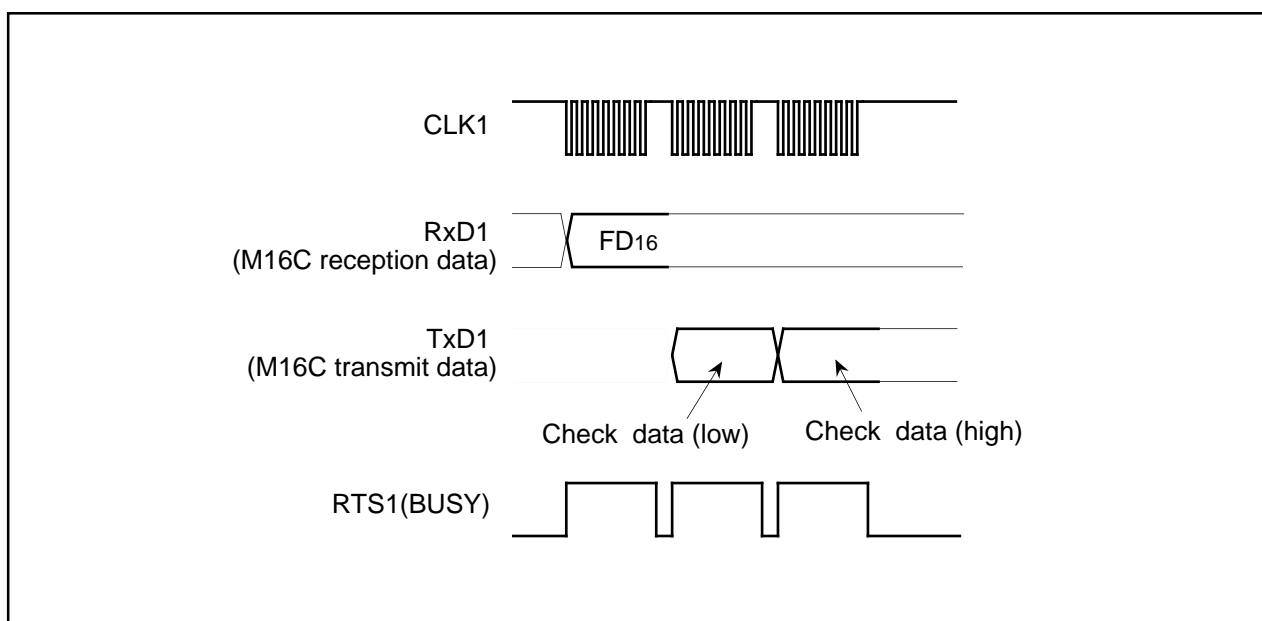 CLK1
RxD1
(M16C reception data)
FD16
TxD1
(M16C transmit data)
Check data (low)
Check data (high)
RTS1(BUSY)